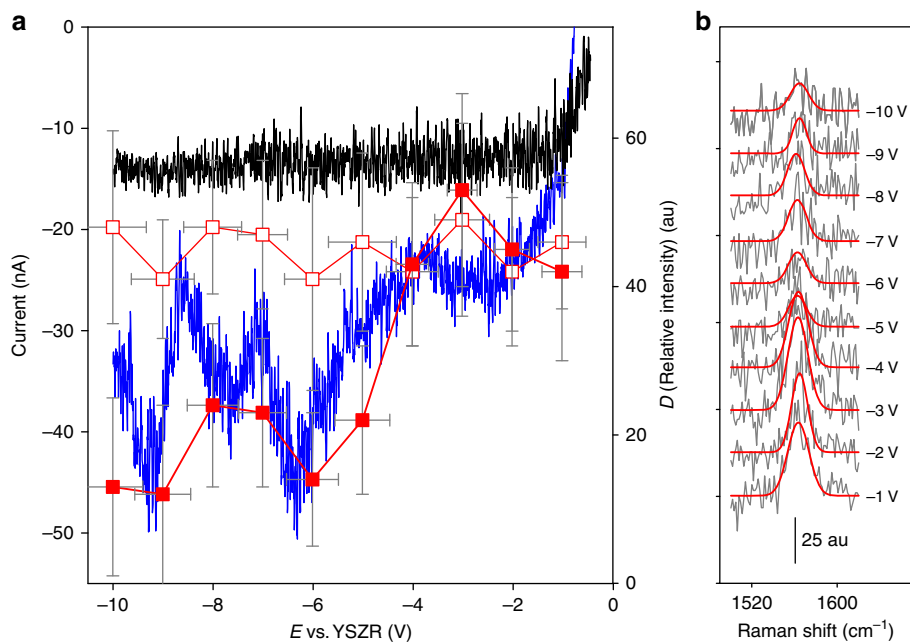 a
b
0
−10
−20
−30
−40
−50
Current (nA)
−10
−8
−6
−4
−2
0
E vs. YSZR (V)
60
40
20
0
D (Relative intensity) (au)
−10 V
−9 V
−8 V
−7 V
−6 V
−5 V
−4 V
−3 V
−2 V
−1 V
25 au
1520
1600
Raman shift (cm⁻¹)